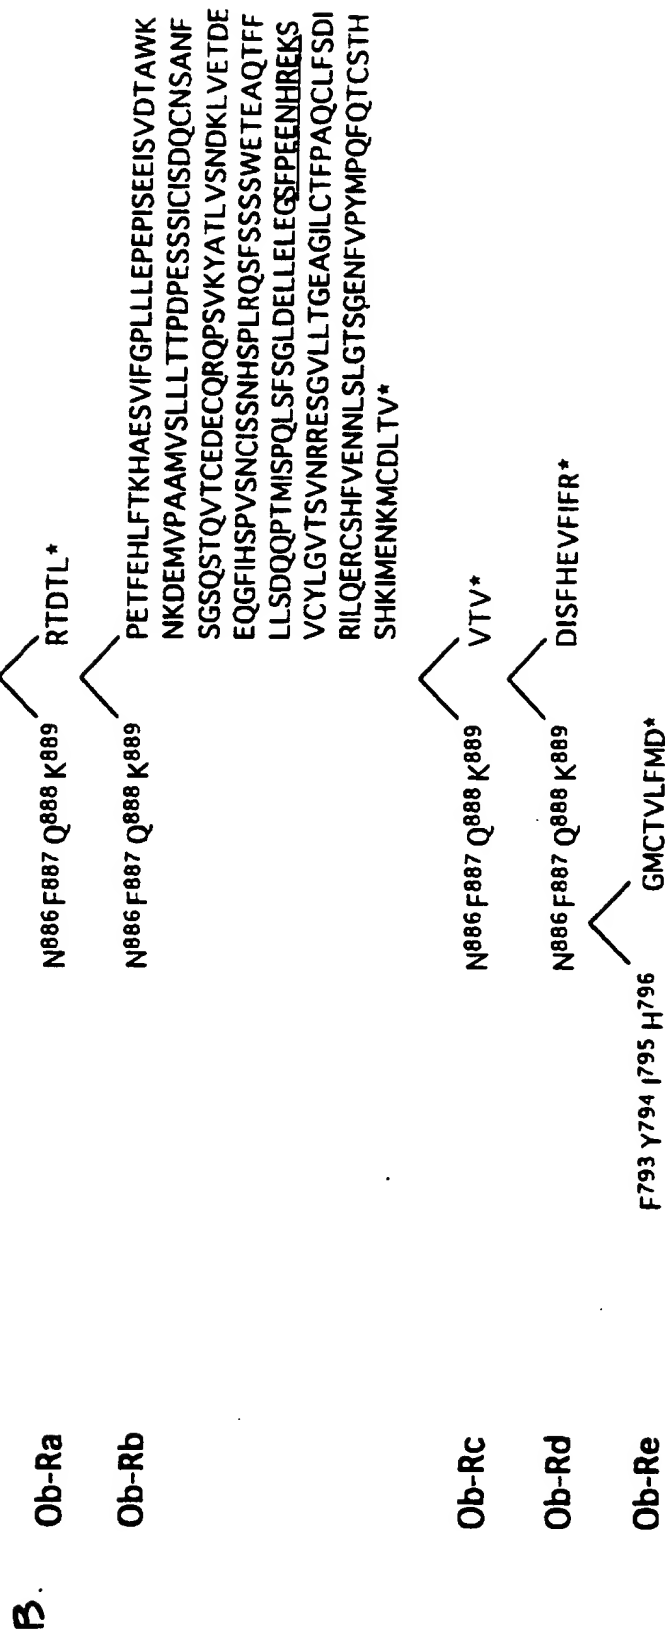 B.
Ob-Ra N886 F887 Q888 K889 RTDTL*
Ob-Rb N886 F887 Q888 K889 PETFEHLFTKHAESVIFGPLLLEPEPISEEISVDTAWK
NKDEMVPAAMVSLLLTTPDPESSSICISDQCNSANF
SGSQSTQVTCEDECQRQPSVKYATLVSNDKLVETDE
EQGFIHSPVSNCISSNHSPLRQSFSSSSWETEAQTFF
LLSDQQPTMISPQLSFSGLDELLELEGSFPEENHREKS
VCYLGVTSVNRRESGVLLTGEAGILCTFPAQCLFSDI
RILQERCSHFVENNLSLGTSGENFVPYMPQFQTCSTH
SHKIMENKMCDLTV*
Ob-Rc N886 F887 Q888 K889 VTV*
Ob-Rd N886 F887 Q888 K889 DISFHEVFIFR*
Ob-Re F793 Y794 I795 H796 GMCTVLFMD*